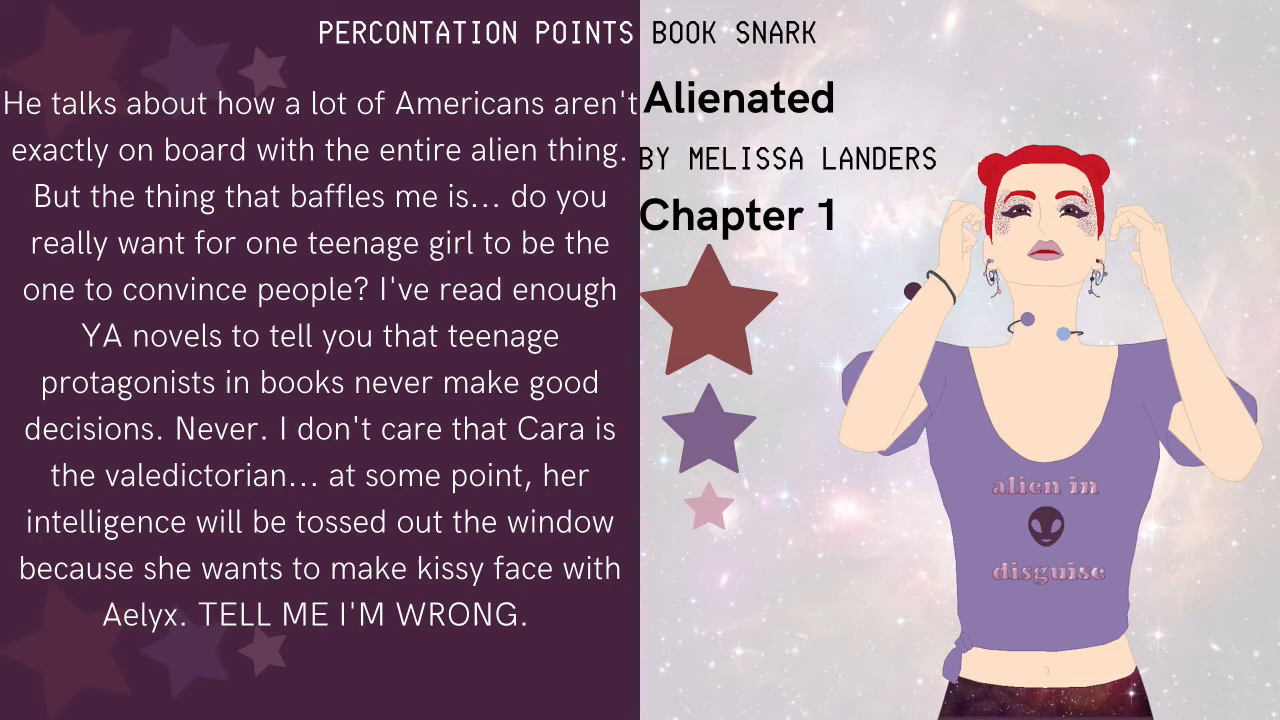 PERCONTATION POINTS BOOK SNARK
He talks about how a lot of Americans aren't
exactly on board with the entire alien thing.
But the thing that baffles me is... do you
really want for one teenage girl to be the
one to convince people? I've read enough
YA novels to tell you that teenage
protagonists in books never make good
decisions. Never. I don't care that Cara is
the valedictorian... at some point, her
intelligence will be tossed out the window
because she wants to make kissy face with
Aelyx. TELL ME I'M WRONG.
Alienated
BY MELISSA LANDERS
Chapter 1
alien in
disguise